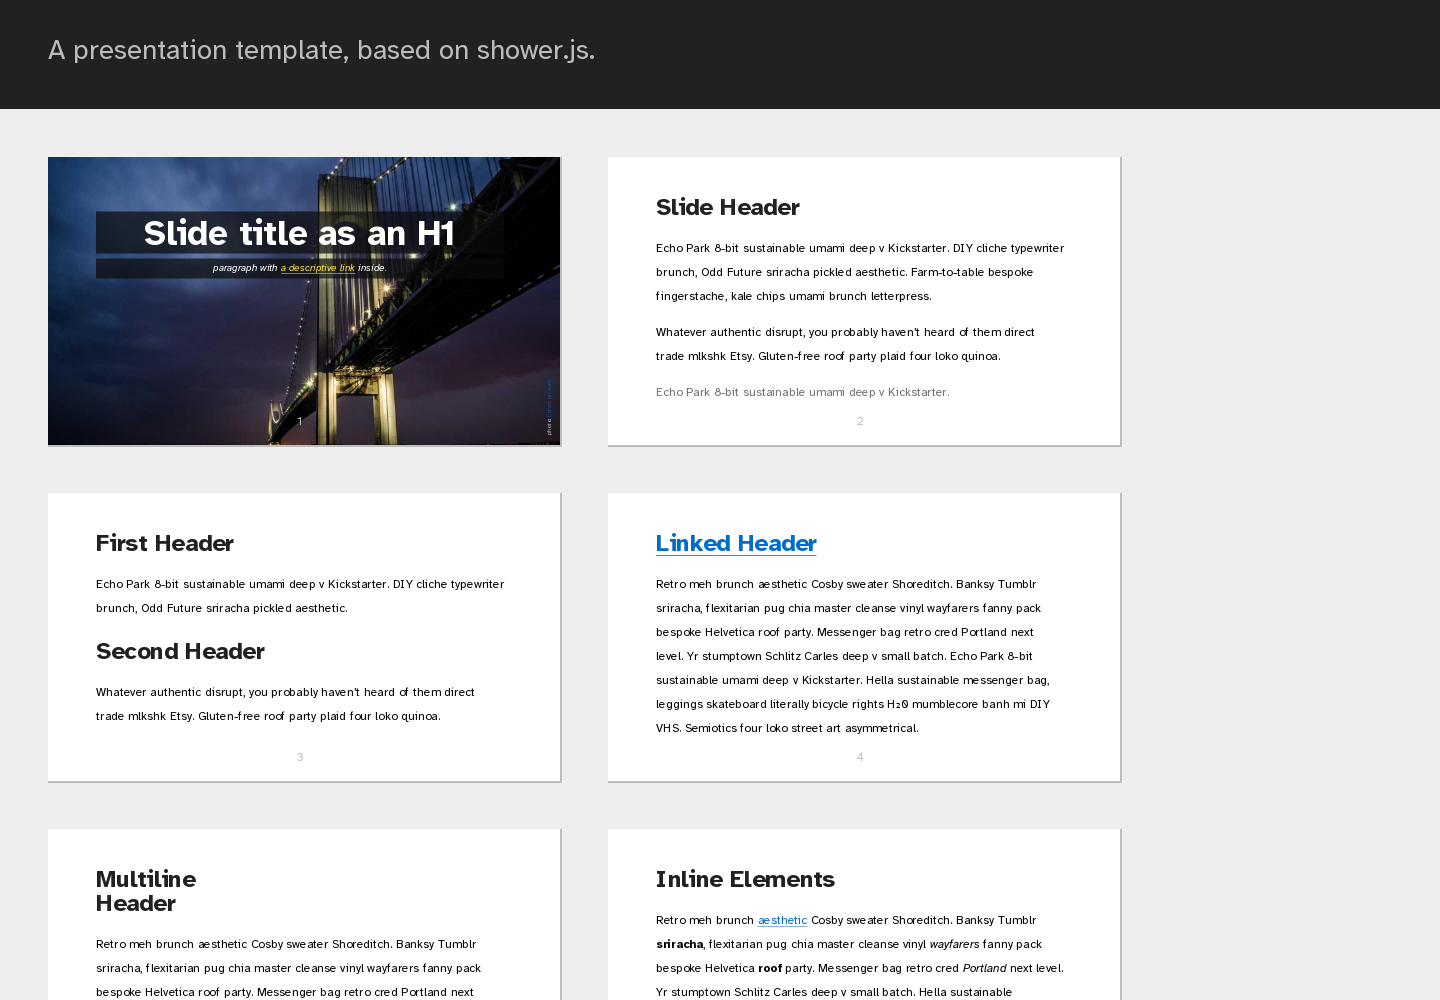 A presentation template, based on shower.js.
Slide title as an H1
paragraph with a descriptive link inside.
photo
1
Slide Header
Echo Park 8-bit sustainable umami deep v Kickstarter. DIY cliche typewriter
brunch, Odd Future sriracha pickled aesthetic. Farm-to-table bespoke
fingerstache, kale chips umami brunch letterpress.
Whatever authentic disrupt, you probably haven't heard of them direct
trade mlkshk Etsy. Gluten-free roof party plaid four loko quinoa.
Echo Park 8-bit sustainable umami deep v Kickstarter.
2
First Header
Echo Park 8-bit sustainable umami deep v Kickstarter. DIY cliche typewriter
brunch, Odd Future sriracha pickled aesthetic.
Second Header
Whatever authentic disrupt, you probably haven't heard of them direct
trade mlkshk Etsy. Gluten-free roof party plaid four loko quinoa.
3
Linked Header
Retro meh brunch aesthetic Cosby sweater Shoreditch. Banksy Tumblr
sriracha, flexitarian pug chia master cleanse vinyl wayfarers fanny pack
bespoke Helvetica roof party. Messenger bag retro cred Portland next
level. Yr stumptown Schlitz Carles deep v small batch. Echo Park 8-bit
sustainable umami deep v Kickstarter. Hella sustainable messenger bag,
leggings skateboard literally bicycle rights H₂0 mumblecore banh mi DIY
VHS. Semiotics four loko street art asymmetrical.
4
Multiline
Header
Retro meh brunch aesthetic Cosby sweater Shoreditch. Banksy Tumblr
sriracha, flexitarian pug chia master cleanse vinyl wayfarers fanny pack
bespoke Helvetica roof party. Messenger bag retro cred Portland next
Inline Elements
Retro meh brunch aesthetic Cosby sweater Shoreditch. Banksy Tumblr
sriracha, flexitarian pug chia master cleanse vinyl wayfarers fanny pack
bespoke Helvetica roof party. Messenger bag retro cred Portland next level.
Yr stumptown Schlitz Carles deep v small batch. Hella sustainable